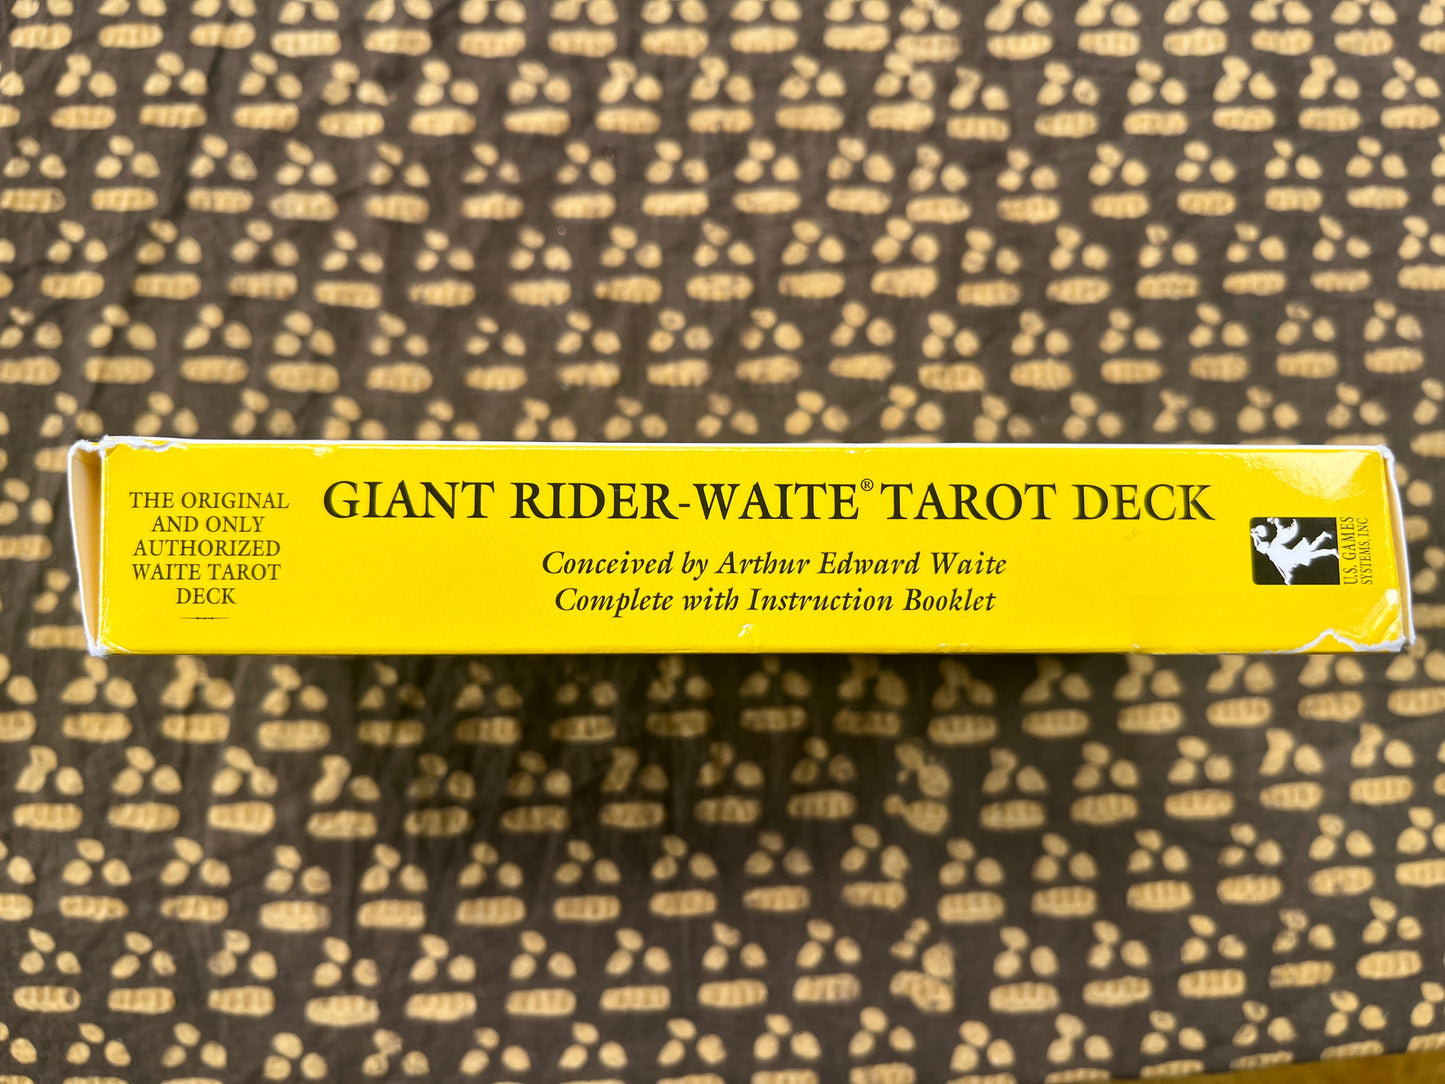 THE ORIGINAL
AND ONLY
AUTHORIZED
WAITE TAROT
DECK
GIANT RIDER-WAITE® TAROT DECK
Conceived by Arthur Edward Waite
Complete with Instruction Booklet
U.S. GAMES
SYSTEMS, INC